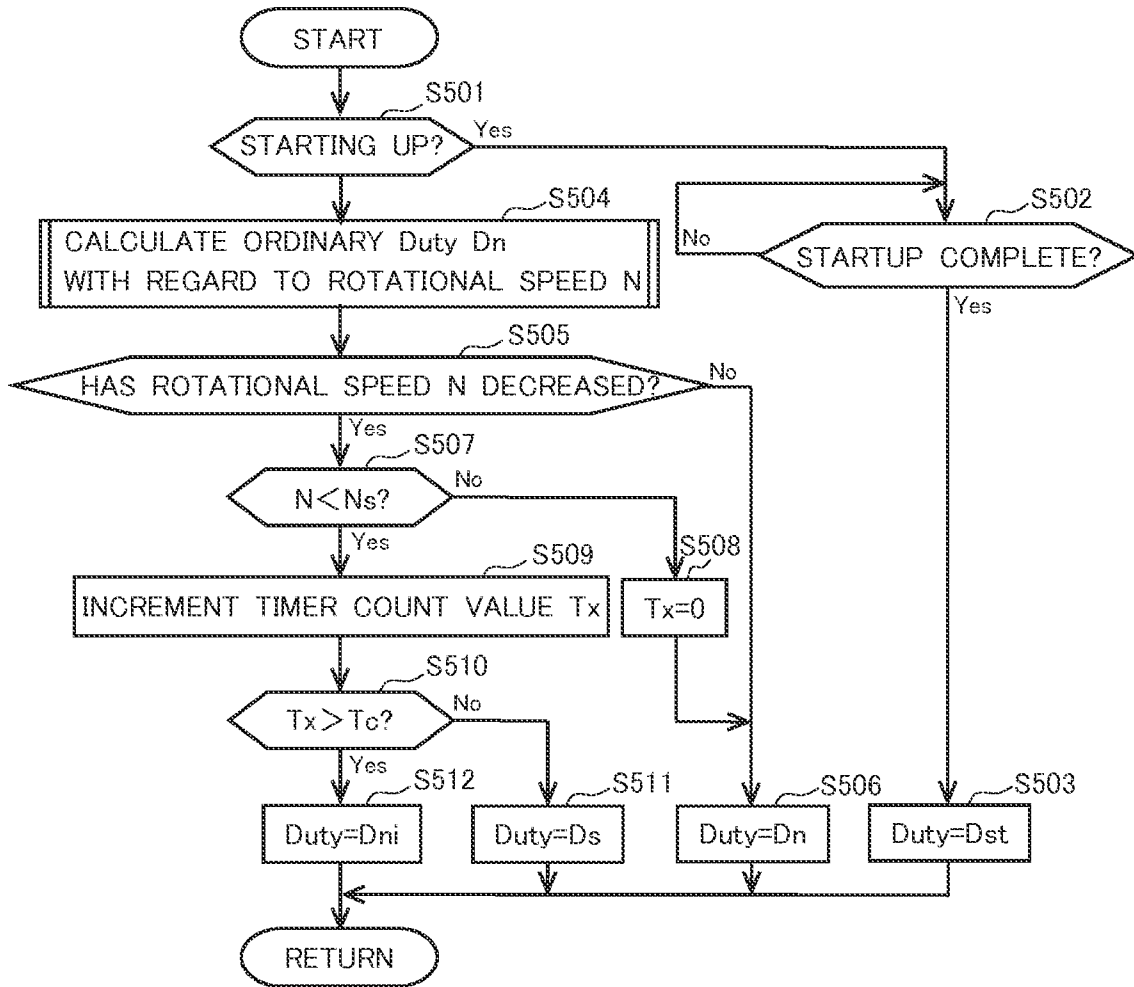 START
S501
STARTING UP?
Yes
S504
S502
CALCULATE ORDINARY Duty Dn
WITH REGARD TO ROTATIONAL SPEED N
No
STARTUP COMPLETE?
Yes
S505
HAS ROTATIONAL SPEED N DECREASED?
No
Yes
S507
N<Ns?
No
Yes
S509
S508
INCREMENT TIMER COUNT VALUE Tx
Tx=0
S510
Tx>Tc?
No
Yes
S512
S511
S506
S503
Duty=Dni
Duty=Ds
Duty=Dn
Duty=Dst
RETURN